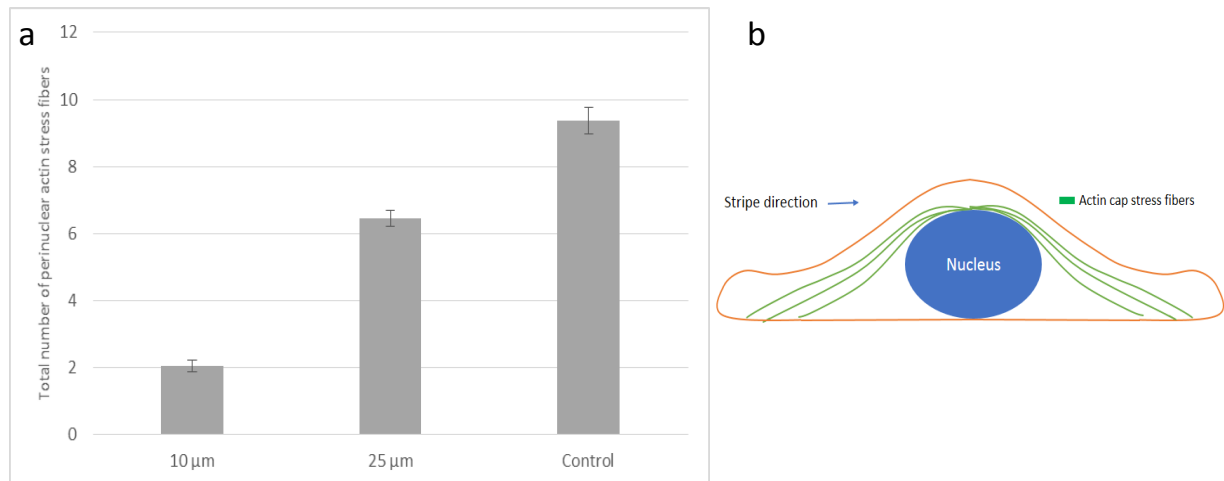 a
Total number of perinuclear actin stress fibers
12
10
8
6
4
2
0
10 µm
25 µm
Control
b
Stripe direction
Actin cap stress fibers
Nucleus